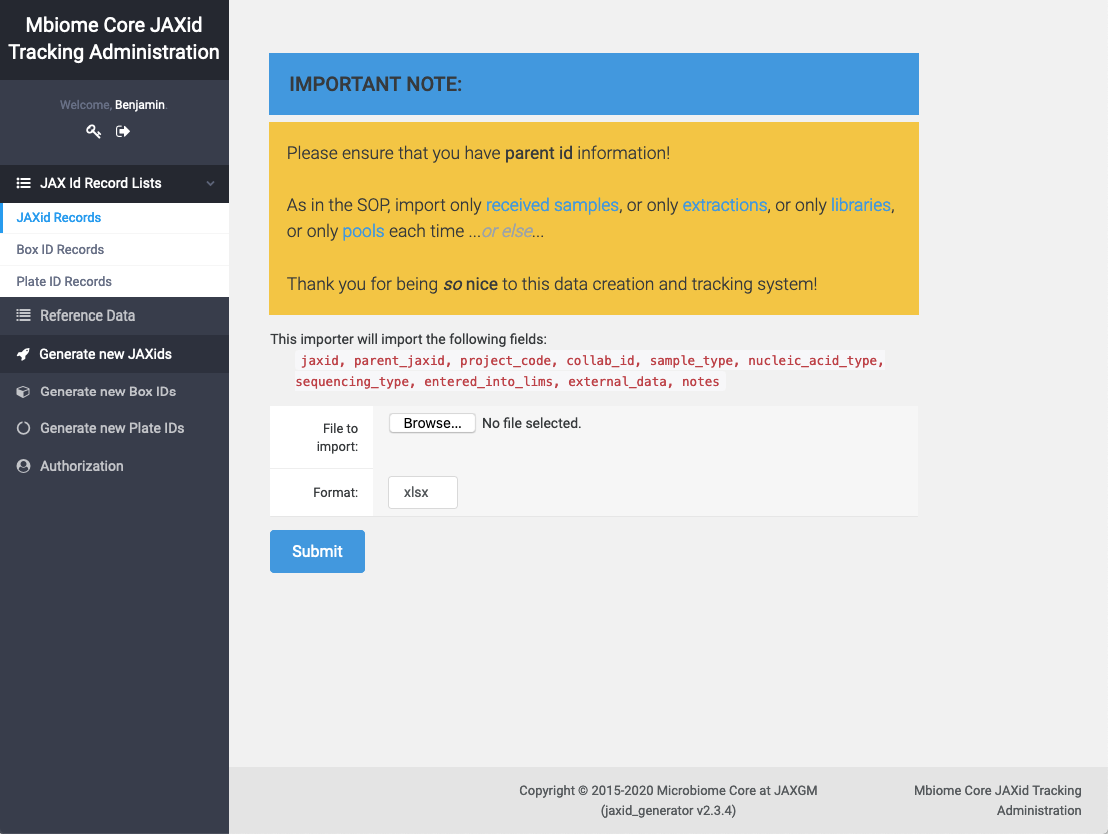 Mbiome Core JAXid
Tracking Administration
Welcome, Benjamin.
JAX Id Record Lists
JAXid Records
Box ID Records
Plate ID Records
Reference Data
Generate new JAXids
Generate new Box IDs
Generate new Plate IDs
Authorization
IMPORTANT NOTE:
Please ensure that you have parent id information!
As in the SOP, import only received samples, or only extractions, or only libraries,
or only pools each time ...or else...
Thank you for being so nice to this data creation and tracking system!
This importer will import the following fields:
jaxid, parent_jaxid, project_code, collab_id, sample_type, nucleic_acid_type,
sequencing_type, entered_into_lims, external_data, notes
File to
import:
Browse... No file selected.
Format:
xlsx
Submit
Copyright © 2015-2020 Microbiome Core at JAXGM
(jaxid_generator v2.3.4)
Mbiome Core JAXid Tracking
Administration